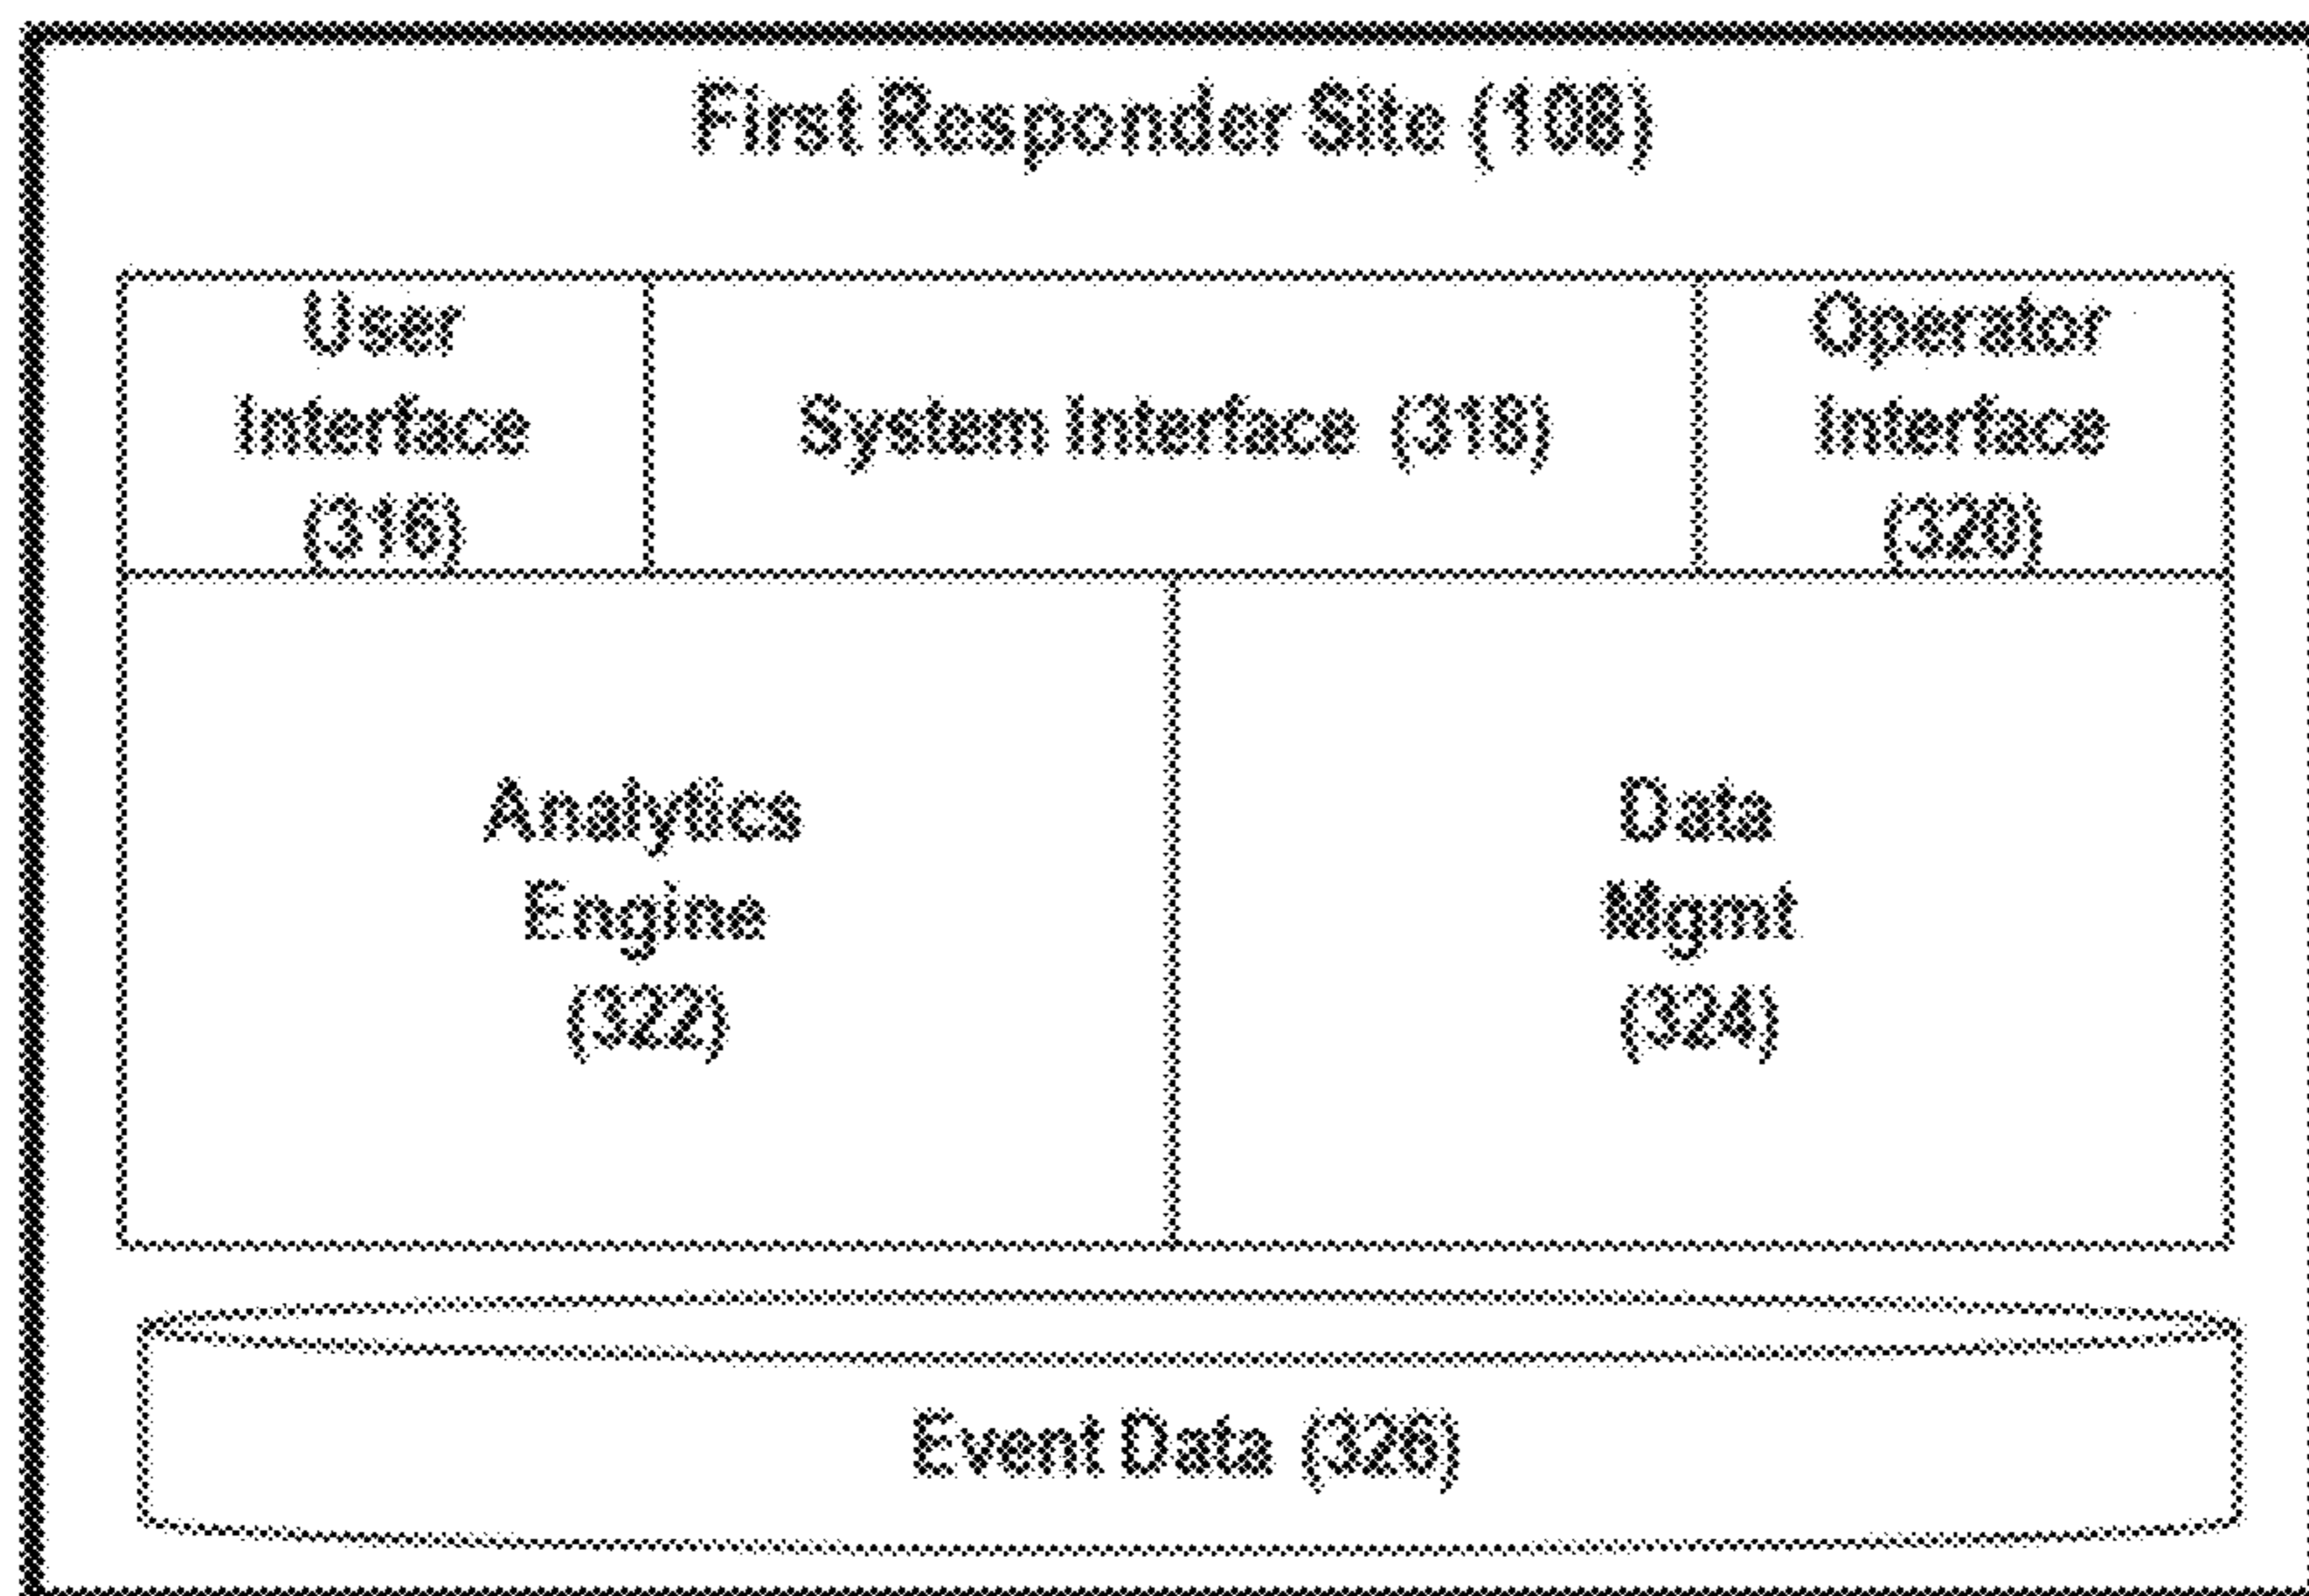 First Responder Site (108)
User
Interface
(316)
System Interface (318)
Operator
Interface
(320)
Analytics
Engine
(322)
Data
Mgmt
(324)
Event Data (326)